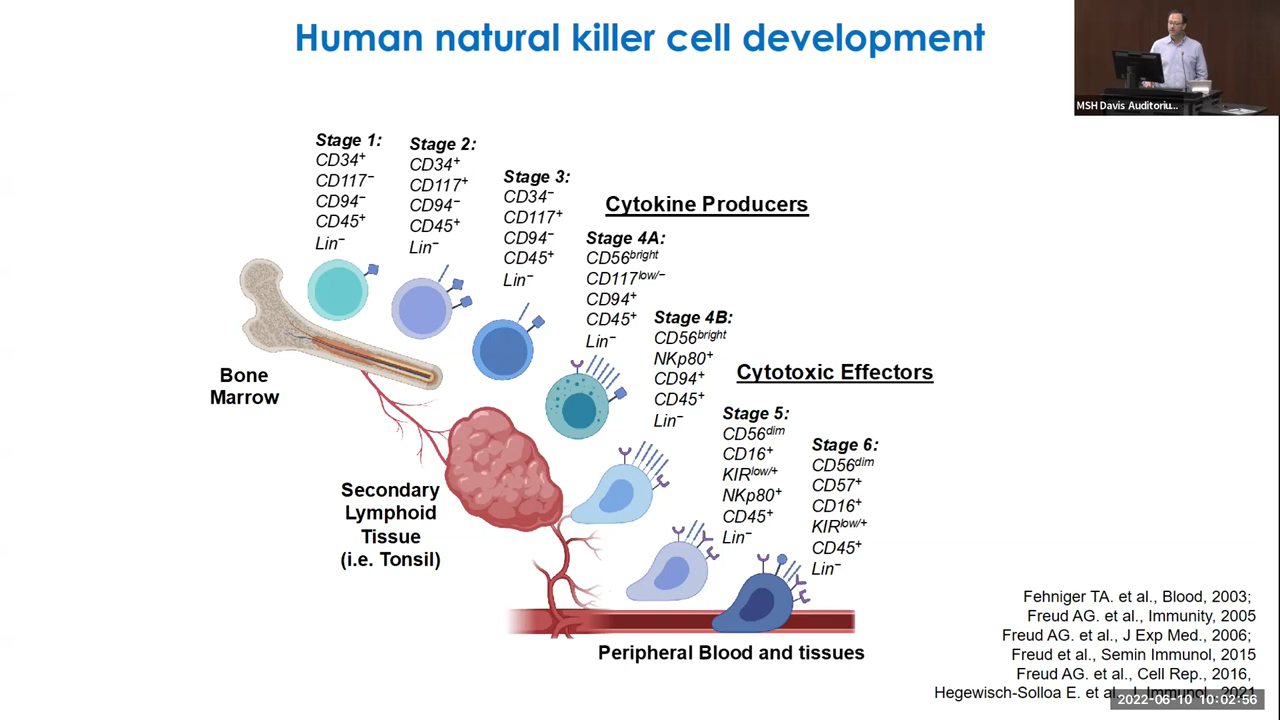 Human natural killer cell development
MSH Davis Auditoriu...
Stage 1:
CD34⁺
CD117⁻
CD94⁻
CD45⁺
Lin⁻
Stage 2:
CD34⁺
CD117⁺
CD94⁻
CD45⁺
Lin⁻
Stage 3:
CD34⁻
CD117⁺
CD94⁻
CD45⁺
Lin⁻
Cytokine Producers
Stage 4A:
CD56bright
CD117low/−
CD94⁺
CD45⁺
Lin⁻
Stage 4B:
CD56bright
NKp80⁺
CD94⁺
CD45⁺
Lin⁻
Cytotoxic Effectors
Stage 5:
CD56dim
CD16⁺
KIRlow/+
NKp80⁺
CD45⁺
Lin⁻
Stage 6:
CD56dim
CD57⁺
CD16⁺
KIRlow/+
CD45⁺
Lin⁻
Bone
Marrow
Secondary
Lymphoid
Tissue
(i.e. Tonsil)
Peripheral Blood and tissues
Fehniger TA. et al., Blood, 2003;
Freud AG. et al., Immunity, 2005
Freud AG. et al., J Exp Med., 2006;
Freud et al., Semin Immunol, 2015
Freud AG. et al., Cell Rep., 2016,
Hegewisch-Solloa E. et al., J. Immunol., 2021
2022-06-10 10:02:56